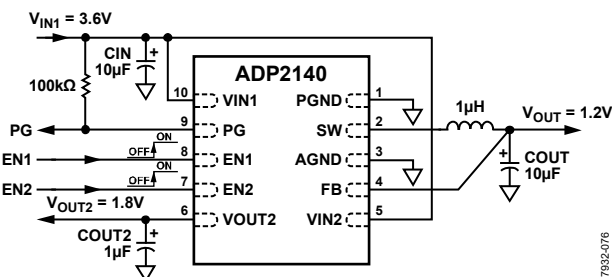 VIN1 = 3.6V
CIN
10µF
+
100kΩ
ADP2140
10 VIN1
PGND 1
1µH
VOUT = 1.2V
PG
9 PG
SW 2
EN1
OFF ON
8 EN1
AGND 3
COUT
10µF
+
EN2
OFF ON
7 EN2
FB 4
VOUT2 = 1.8V
6 VOUT2
VIN2 5
COUT2
1µF
+
7932-076